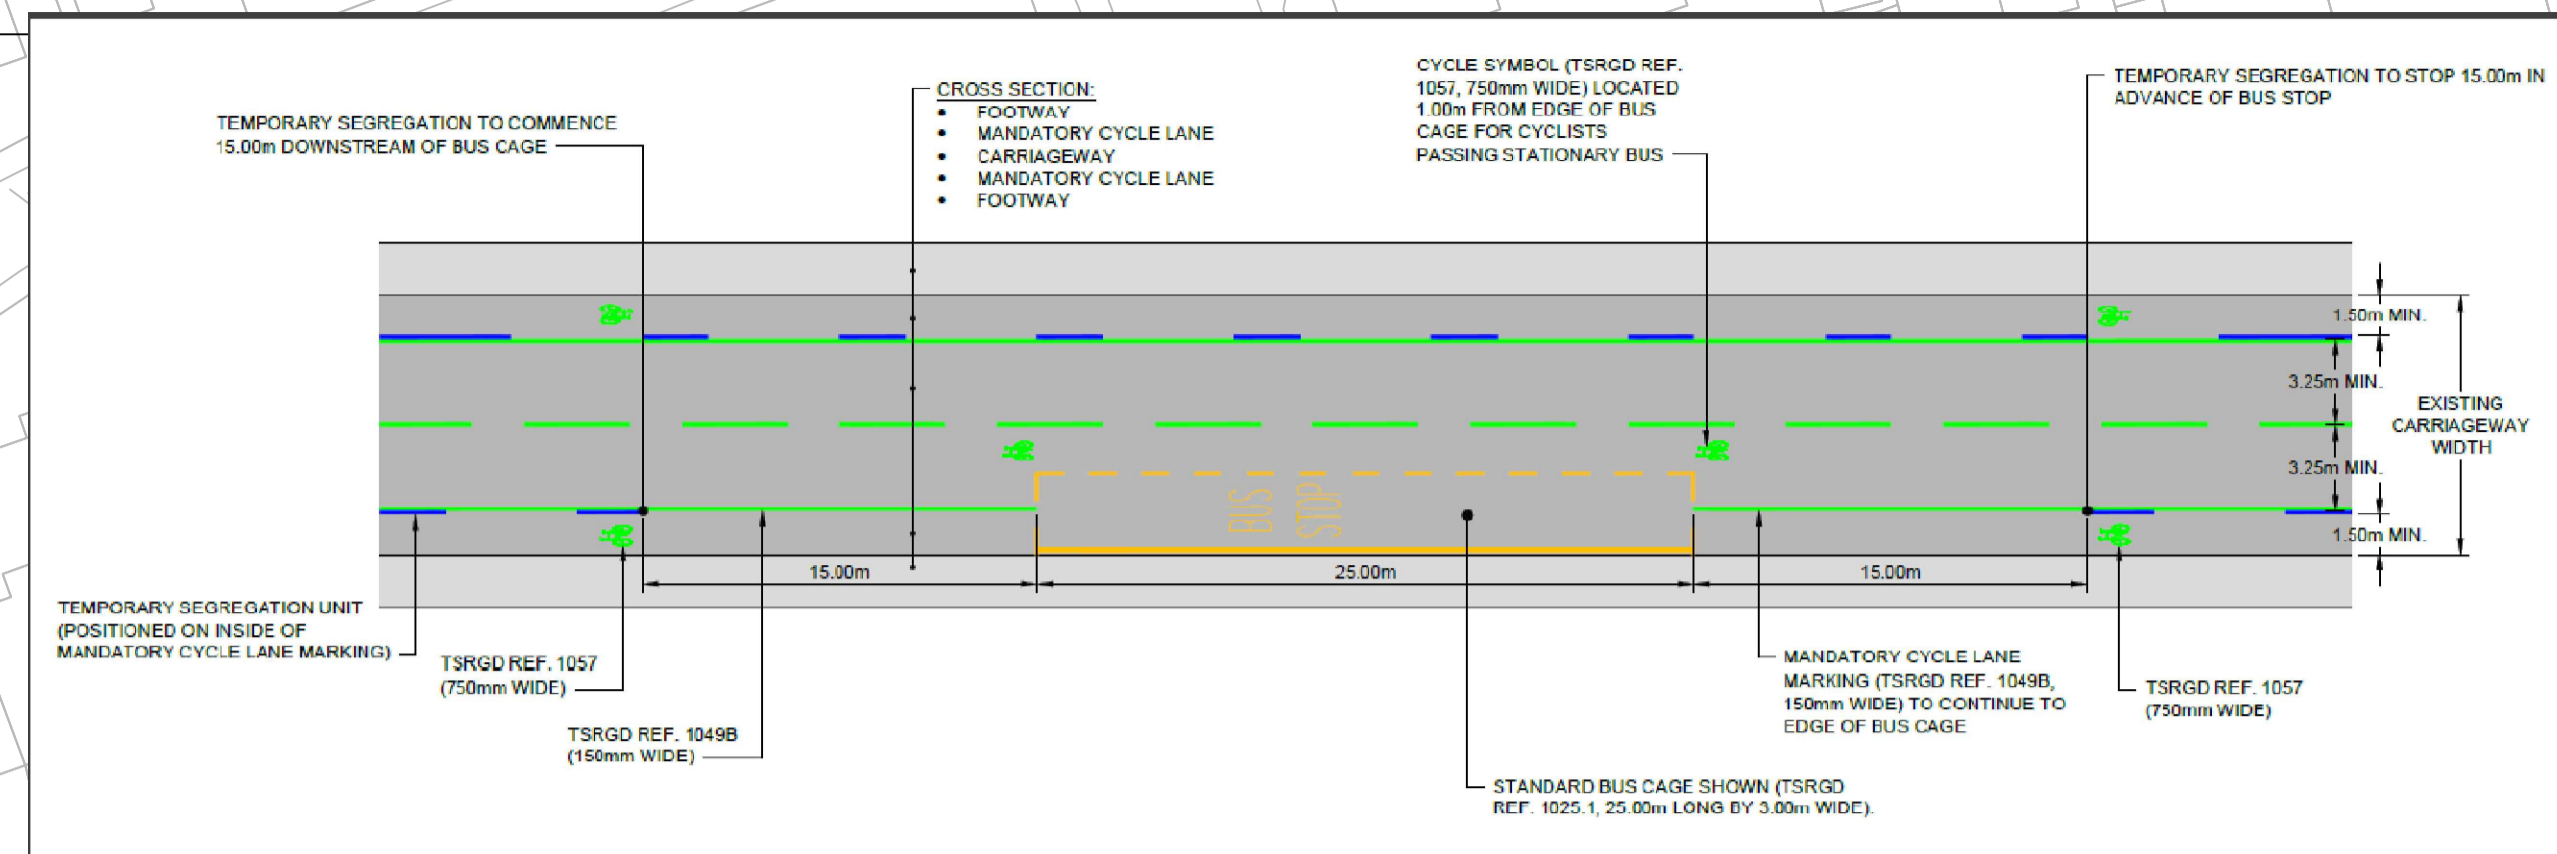 TEMPORARY SEGREGATION TO COMMENCE
15.00m DOWNSTREAM OF BUS CAGE
CROSS SECTION:
• FOOTWAY
• MANDATORY CYCLE LANE
• CARRIAGEWAY
• MANDATORY CYCLE LANE
• FOOTWAY
CYCLE SYMBOL (TSRGD REF.
1057, 750mm WIDE) LOCATED
1.00m FROM EDGE OF BUS
CAGE FOR CYCLISTS
PASSING STATIONARY BUS
TEMPORARY SEGREGATION TO STOP 15.00m IN
ADVANCE OF BUS STOP
1.50m MIN.
3.25m MIN.
EXISTING
CARRIAGEWAY
WIDTH
3.25m MIN.
1.50m MIN.
BUS
STOP
15.00m
25.00m
15.00m
TEMPORARY SEGREGATION UNIT
(POSITIONED ON INSIDE OF
MANDATORY CYCLE LANE MARKING)
TSRGD REF. 1057
(750mm WIDE)
TSRGD REF. 1049B
(150mm WIDE)
MANDATORY CYCLE LANE
MARKING (TSRGD REF. 1049B,
150mm WIDE) TO CONTINUE TO
EDGE OF BUS CAGE
TSRGD REF. 1057
(750mm WIDE)
STANDARD BUS CAGE SHOWN (TSRGD
REF. 1025.1, 25.00m LONG BY 3.00m WIDE).